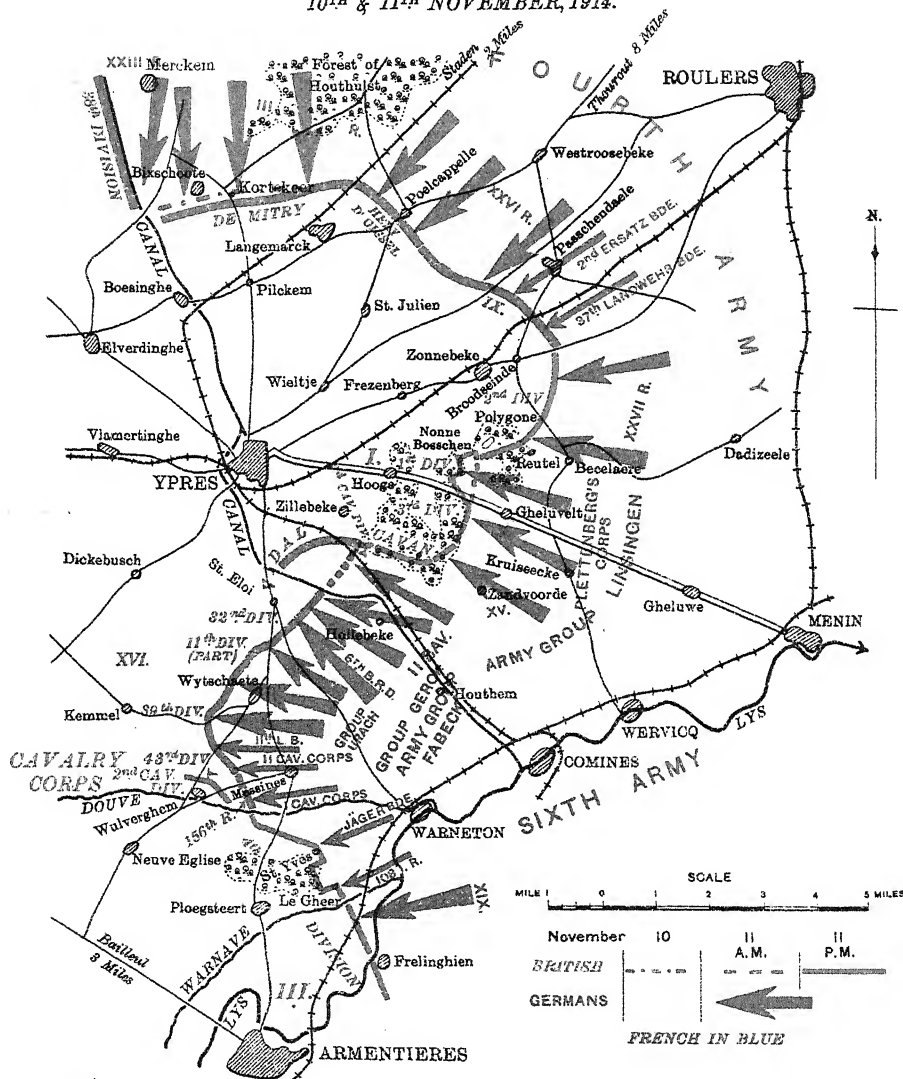 10TH & 11TH NOVEMBER, 1914.
XXIII
Merckem
Forest of
Houthulst
III R.
Staden
2 Miles
FOURTH ARMY
Thourout 8 Miles
ROULERS
38TH ELAISION
Bixschoote
Kortekeer
DE MITRY
Poelcappelle
Westroosebeke
XXVI R.
Passchendaele
2nd ERSATZ BDE.
37th LANDWEHR BDE.
N.
CANAL
Langemarck
Boesinghe
Pilckem
St. Julien
IX.
Elverdinghe
Zonnebeke
Wieltje
Frezenberg
Broodseinde
2nd DIV
Polygone
XXVII R.
Vlamertinghe
Nonne
Bosschen
Reutel
Becelaere
Dadizeele
YPRES
I.
1st DIV.
Hooge
Zillebeke
CAVAN
Gheluvelt
PLETTENBERG'S
CORPS
LINSINGEN
CANAL
D'AL
Dickebusch
St. Eloi
Kruiseecke
Zandvoorde
XV.
Gheluwe
ARMY GROUP
MENIN
32nd DIV.
11th DIV.
(PART)
Hollebeke
XVI.
II CAV.
6TH B.R.D.
Wytschaete
Houthem
Kemmel
39th DIV.
GROUP
URACH
GROUP GEROK
ARMY GROUP
FABECK
WERVICQ
LYS
COMINES
SIXTH ARMY
11th L.B.
CAVALRY
CORPS
43rd DIV
2nd CAV.
DIV.
II CAV. CORPS
Messines
I CAV. CORPS
DOUVE
Wulverghem
156th R.
JÄGER BDE
WARNETON
Neuve Eglise
St. Yves
Ploegsteert
Le Gheer
XIX.
Bailleul
3 Miles
WARNAVE
DIVISION
Frelinghien
III.
LYS
ARMENTIERES
SCALE
MILE 1 0 1 2 3 4 5 MILES
November 10 11 11
A.M. P.M.
BRITISH
GERMANS
FRENCH IN BLUE